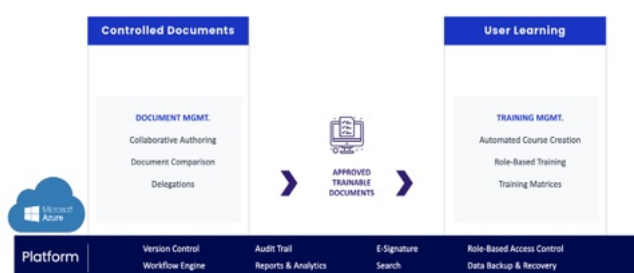 Controlled Documents
DOCUMENT MGMT.
Collaborative Authoring
Document Comparison
Delegations
APPROVED
TRAINABLE
DOCUMENTS
User Learning
TRAINING MGMT.
Automated Course Creation
Role-Based Training
Training Matrices
Microsoft
Azure
Platform
Version Control
Audit Trail
E-Signature
Role-Based Access Control
Workflow Engine
Reports & Analytics
Search
Data Backup & Recovery